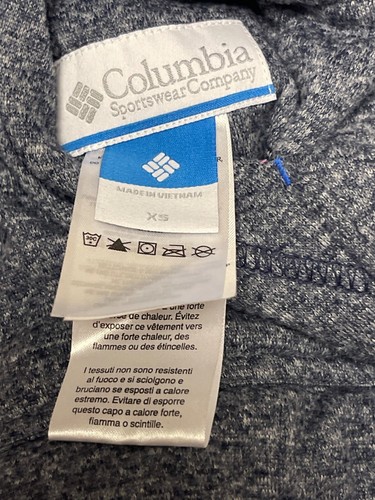 Columbia
Sportswear Company
MADE IN VIETNAM
XS
30C
une forte
de chaleur. Évitez
d'exposer ce vêtement vers
une forte chaleur, des
flammes ou des étincelles.
I tessuti non sono resistenti
al fuoco e si sciolgono e
bruciano se esposti a calore
estremo. Evitare di esporre
questo capo a calore forte,
fiamma o scintille.